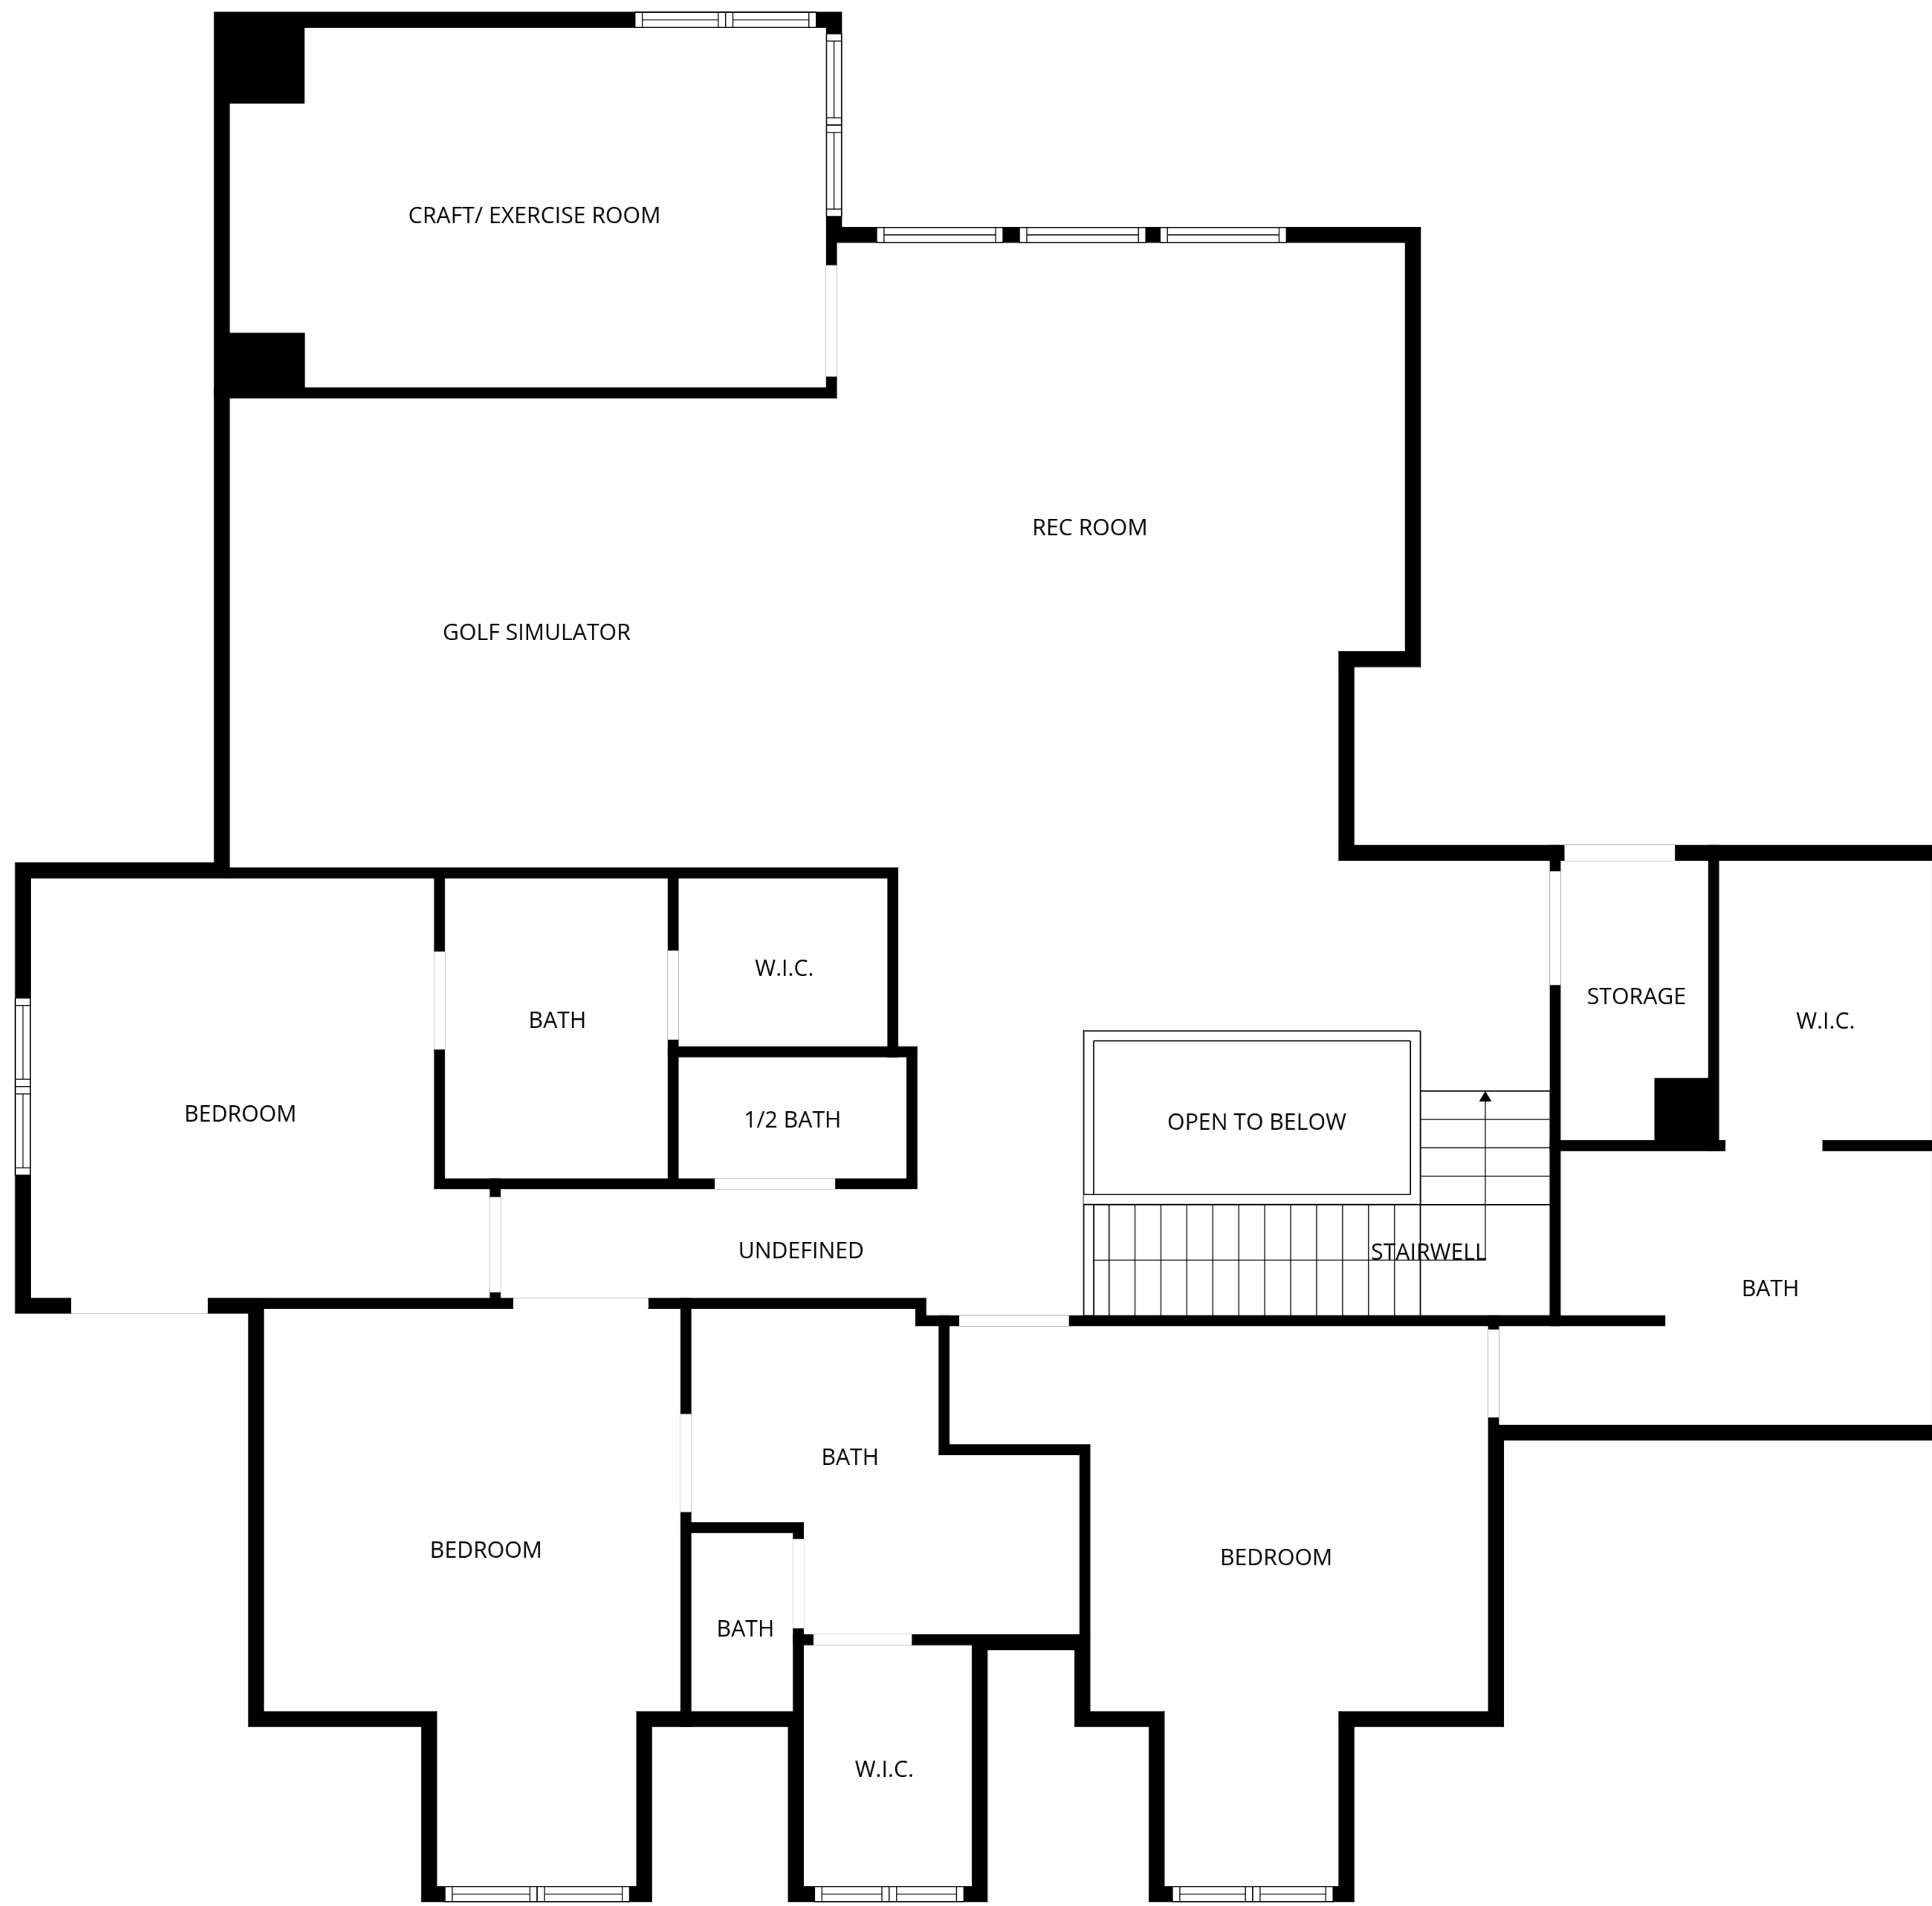 CRAFT/ EXERCISE ROOM
REC ROOM
GOLF SIMULATOR
W.I.C.
STORAGE
BATH
W.I.C.
BEDROOM
1/2 BATH
OPEN TO BELOW
UNDEFINED
STAIRWELL
BATH
BATH
BEDROOM
BEDROOM
BATH
W.I.C.